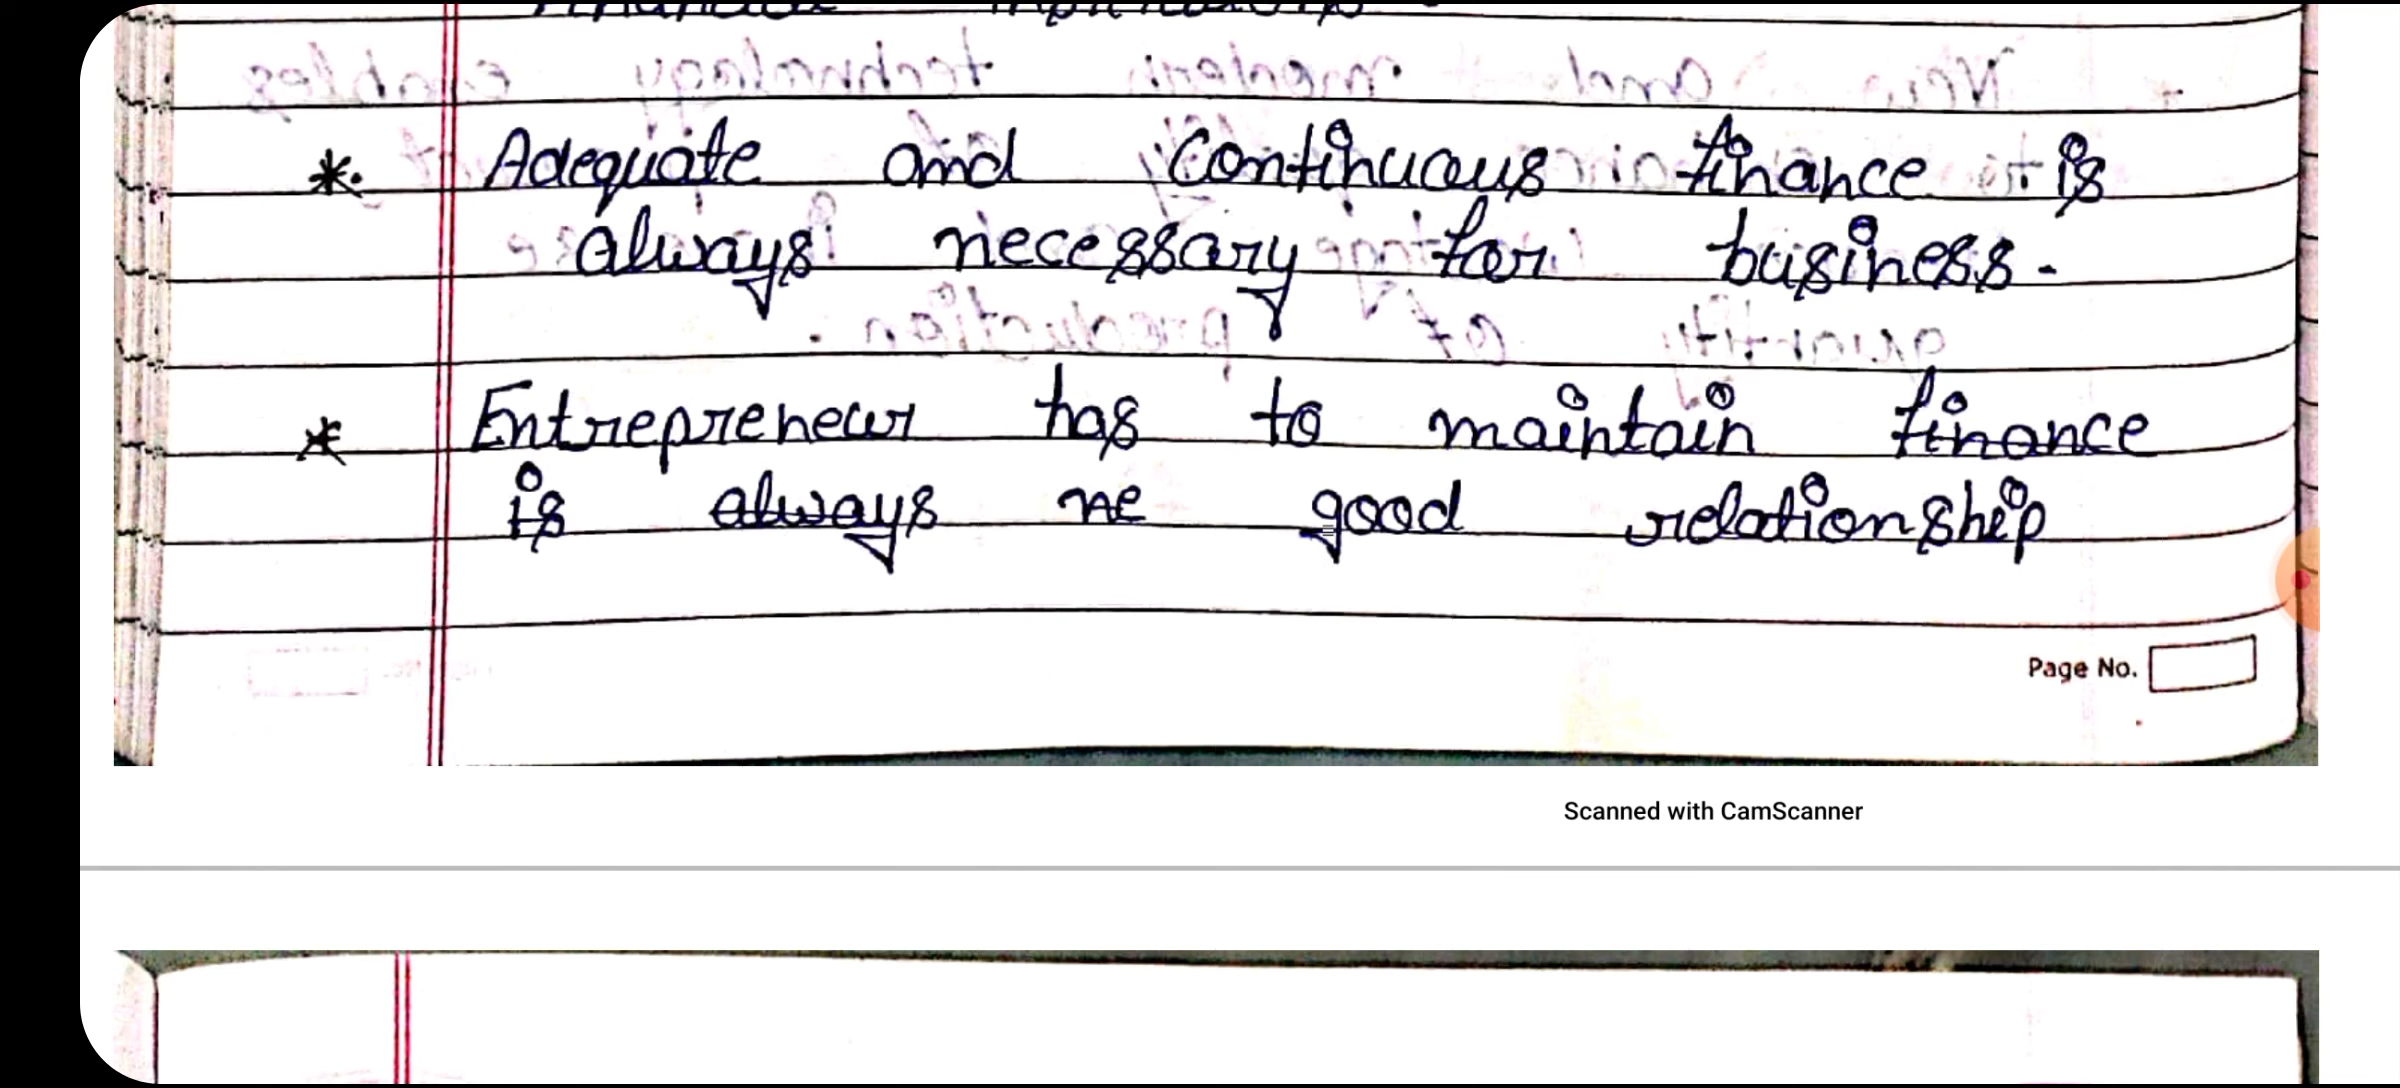 * Adequate and Continuous finance is
always necessary for business.
* Entrepreneur has to maintain finance
is always ne good relationship
Page No.
Scanned with CamScanner